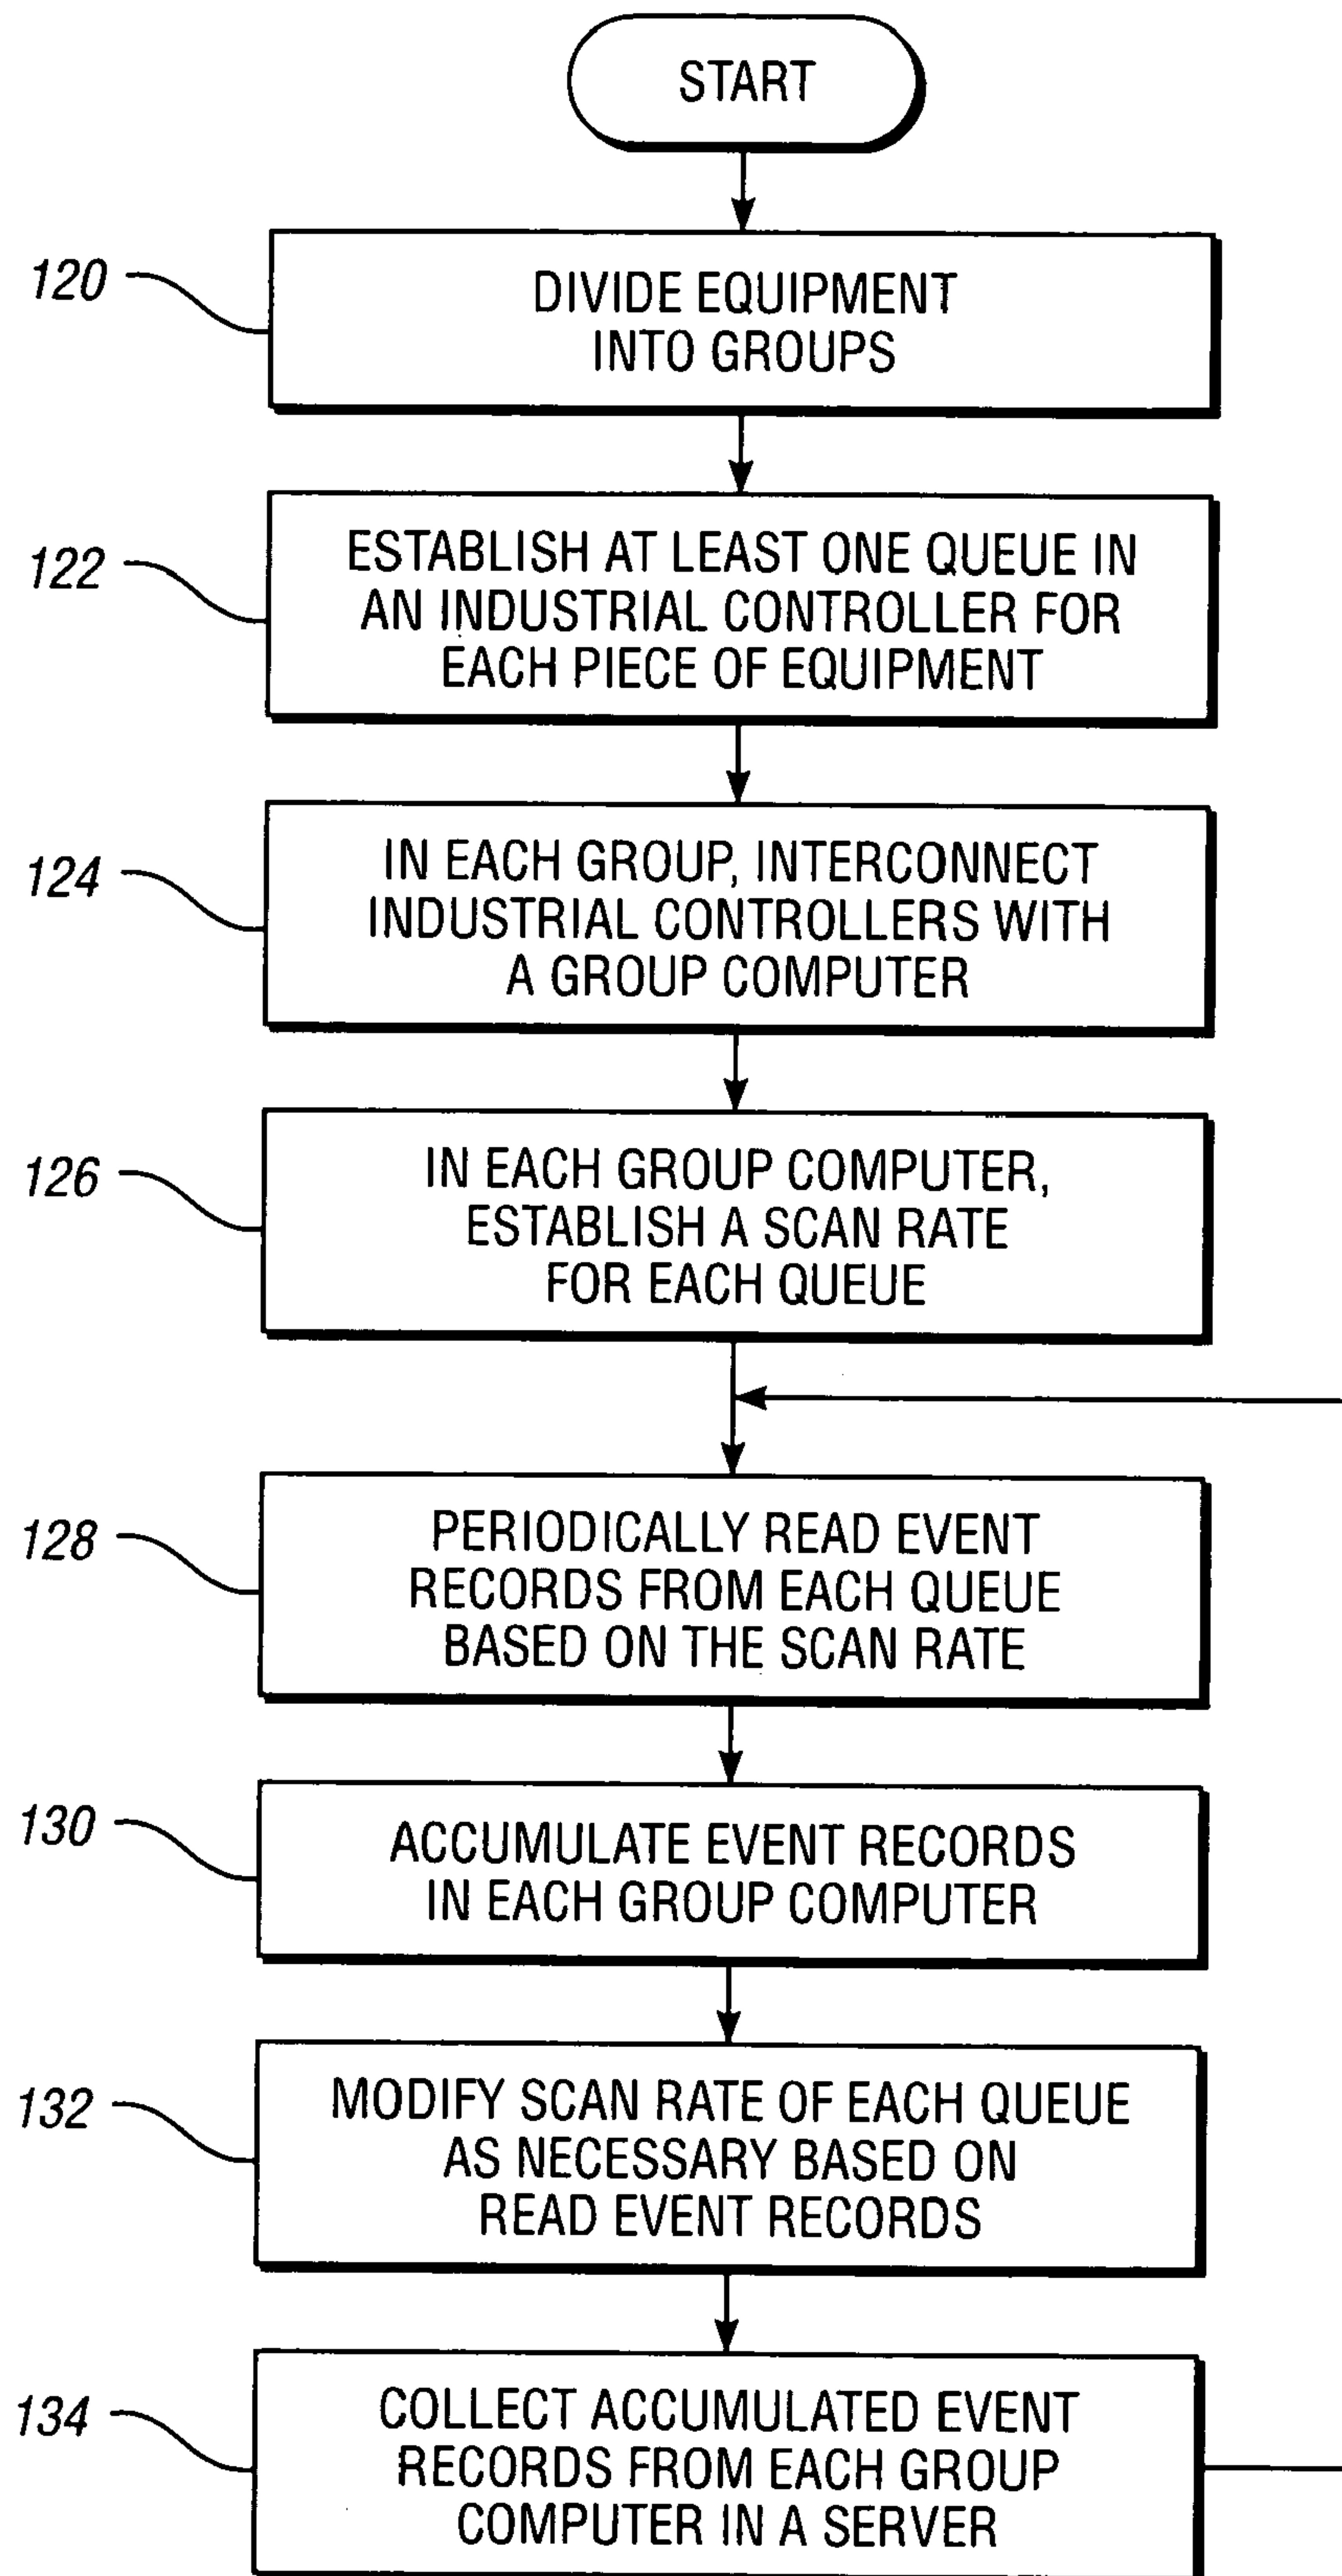 START
120
DIVIDE EQUIPMENT
INTO GROUPS
122
ESTABLISH AT LEAST ONE QUEUE IN
AN INDUSTRIAL CONTROLLER FOR
EACH PIECE OF EQUIPMENT
124
IN EACH GROUP, INTERCONNECT
INDUSTRIAL CONTROLLERS WITH
A GROUP COMPUTER
126
IN EACH GROUP COMPUTER,
ESTABLISH A SCAN RATE
FOR EACH QUEUE
128
PERIODICALLY READ EVENT
RECORDS FROM EACH QUEUE
BASED ON THE SCAN RATE
130
ACCUMULATE EVENT RECORDS
IN EACH GROUP COMPUTER
132
MODIFY SCAN RATE OF EACH QUEUE
AS NECESSARY BASED ON
READ EVENT RECORDS
134
COLLECT ACCUMULATED EVENT
RECORDS FROM EACH GROUP
COMPUTER IN A SERVER